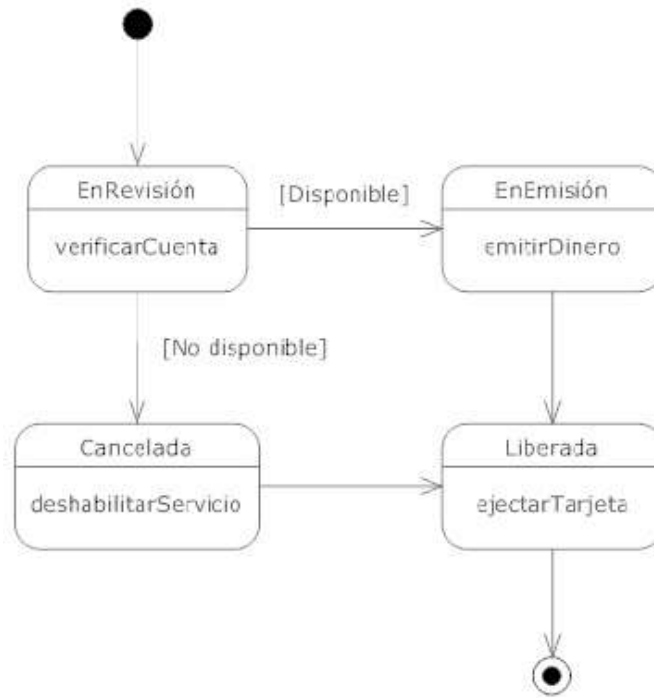 EnRevisión
[Disponible]
EnEmisión
verificarCuenta
emitirDinero
[No disponible]
Cancelada
Liberada
deshabilitarServicio
ejectarTarjeta